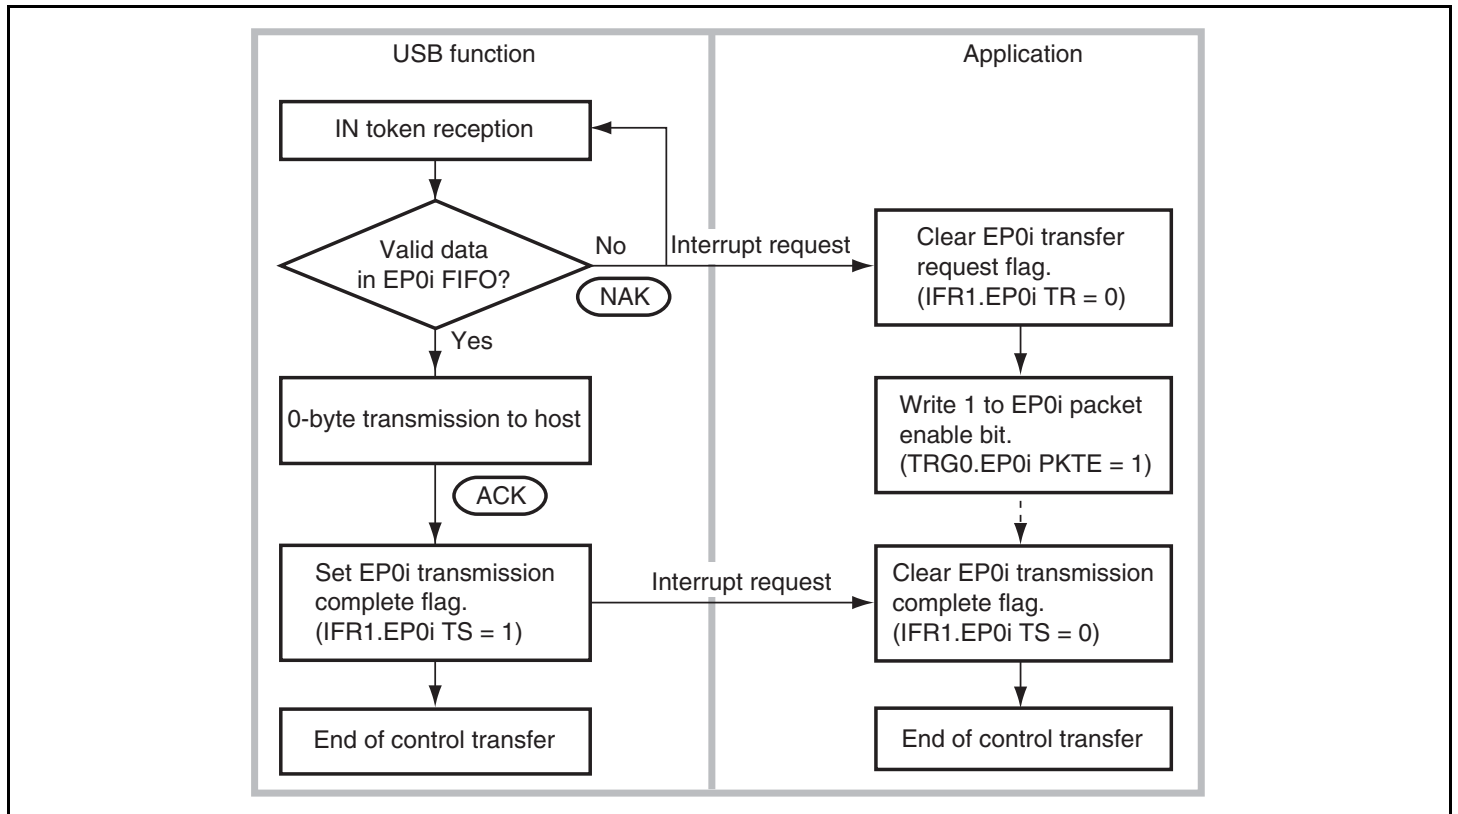 USB function
Application
IN token reception
Valid data
in EP0i FIFO?
No
NAK
Interrupt request
Clear EP0i transfer
request flag.
(IFR1.EP0i TR = 0)
Yes
0-byte transmission to host
Write 1 to EP0i packet
enable bit.
(TRG0.EP0i PKTE = 1)
ACK
Set EP0i transmission
complete flag.
(IFR1.EP0i TS = 1)
Interrupt request
Clear EP0i transmission
complete flag.
(IFR1.EP0i TS = 0)
End of control transfer
End of control transfer